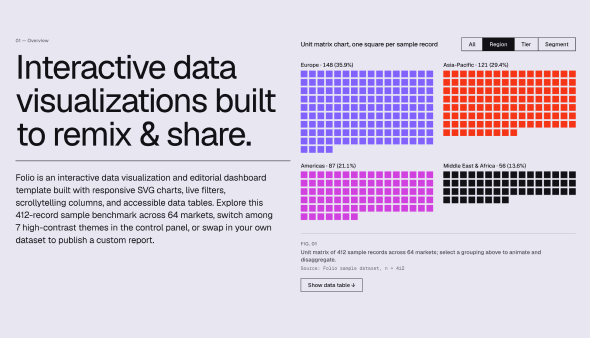 01 — Overview
Interactive data
visualizations built
to remix & share.
Folio is an interactive data visualization and editorial dashboard
template built with responsive SVG charts, live filters,
scrollytelling columns, and accessible data tables. Explore this
412-record sample benchmark across 64 markets, switch among
7 high-contrast themes in the control panel, or swap in your own
dataset to publish a custom report.
Unit matrix chart, one square per sample record
All Region Tier Segment
Europe · 148 (35.9%)
Asia-Pacific · 121 (29.4%)
Americas · 87 (21.1%)
Middle East & Africa · 56 (13.6%)
FIG. 01
Unit matrix of 412 sample records across 64 markets; select a grouping above to animate and
disaggregate.
Source: Folio sample dataset, n = 412
Show data table ↓